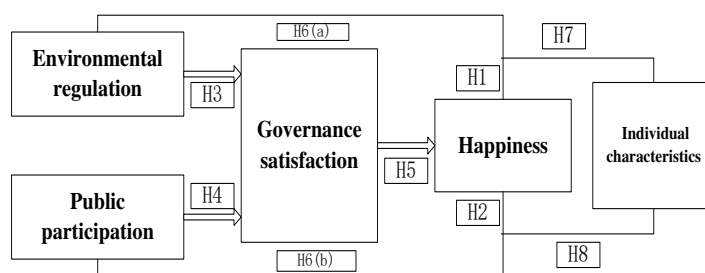 H6(a)
H7
Environmental
regulation
H3
H1
Governance
satisfaction
Happiness
Individual
characteristics
H5
Public
participation
H4
H2
H6(b)
H8